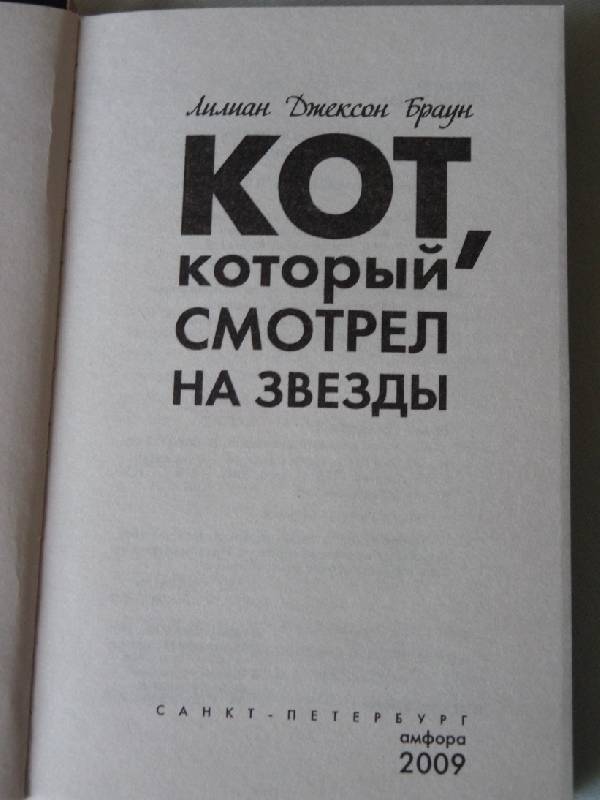 Лилиан Джексон Браун
КОТ,
который
СМОТРЕЛ
НА ЗВЕЗДЫ
САНКТ-ПЕТЕРБУРГ
амфора
2009